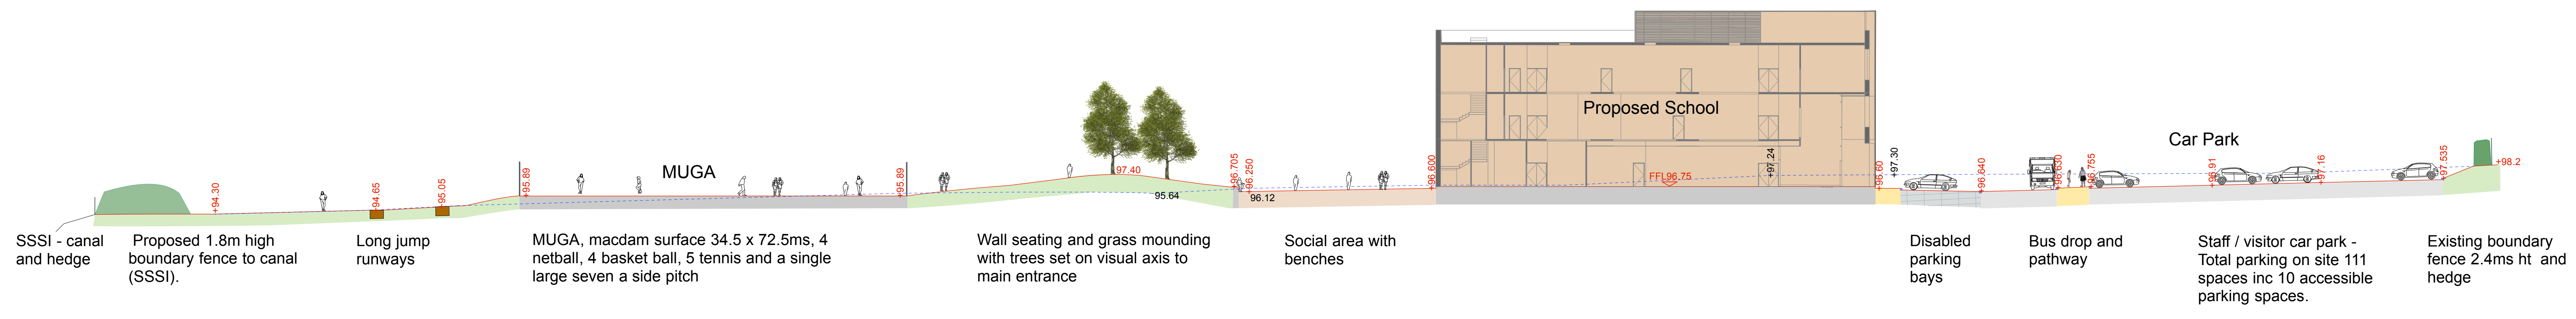 Proposed School
Car Park
MUGA
+94.30
+94.65
+95.05
+95.89
+95.89
97.40
95.64
+96.705
+96.250
96.12
+96.600
FFL96.75
+97.24
+96.60
+97.30
+96.640
+96.630
+96.755
+96.91
+97.16
+97.535
+98.2
SSSI - canal
and hedge
Proposed 1.8m high
boundary fence to canal
(SSSI).
Long jump
runways
MUGA, macdam surface 34.5 x 72.5ms, 4
netball, 4 basket ball, 5 tennis and a single
large seven a side pitch
Wall seating and grass mounding
with trees set on visual axis to
main entrance
Social area with
benches
Disabled
parking
bays
Bus drop and
pathway
Staff / visitor car park -
Total parking on site 111
spaces inc 10 accessible
parking spaces.
Existing boundary
fence 2.4ms ht and
hedge